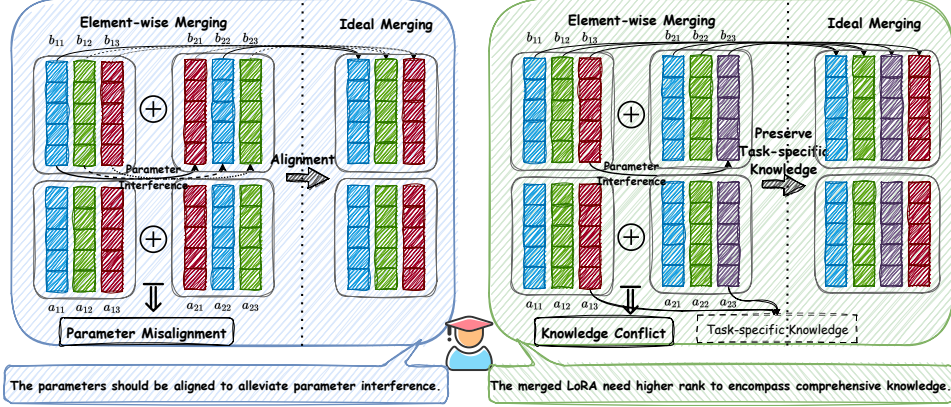 Element-wise Merging
Ideal Merging
b11 b12 b13
b21 b22 b23
Parameter
Interference
Alignment
a11 a12 a13
a21 a22 a23
Parameter Misalignment
The parameters should be aligned to alleviate parameter interference.
Element-wise Merging
Ideal Merging
b11 b12 b13
b21 b22 b23
Parameter
Interference
Preserve
Task-specific
Knowledge
a11 a12 a13
a21 a22 a23
Knowledge Conflict
Task-specific Knowledge
The merged LoRA need higher rank to encompass comprehensive knowledge.